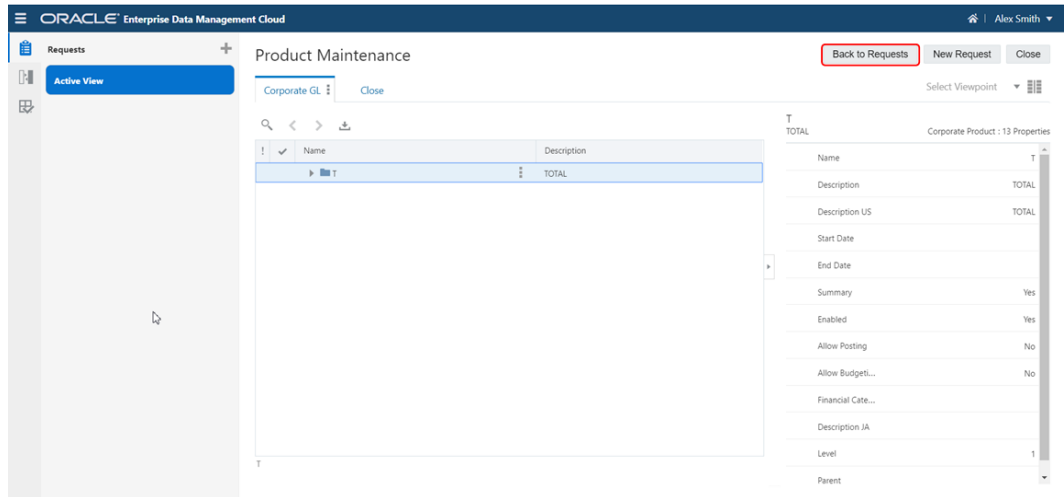 ORACLE® Enterprise Data Management Cloud
Alex Smith
Requests
Active View
Product Maintenance
Back to Requests
New Request
Close
Corporate GL
Close
Select Viewpoint
! Name Description
T TOTAL
T
T
TOTAL Corporate Product : 13 Properties
Name T
Description TOTAL
Description US TOTAL
Start Date
End Date
Summary Yes
Enabled Yes
Allow Posting No
Allow Budgeti... No
Financial Cate...
Description JA
Level 1
Parent